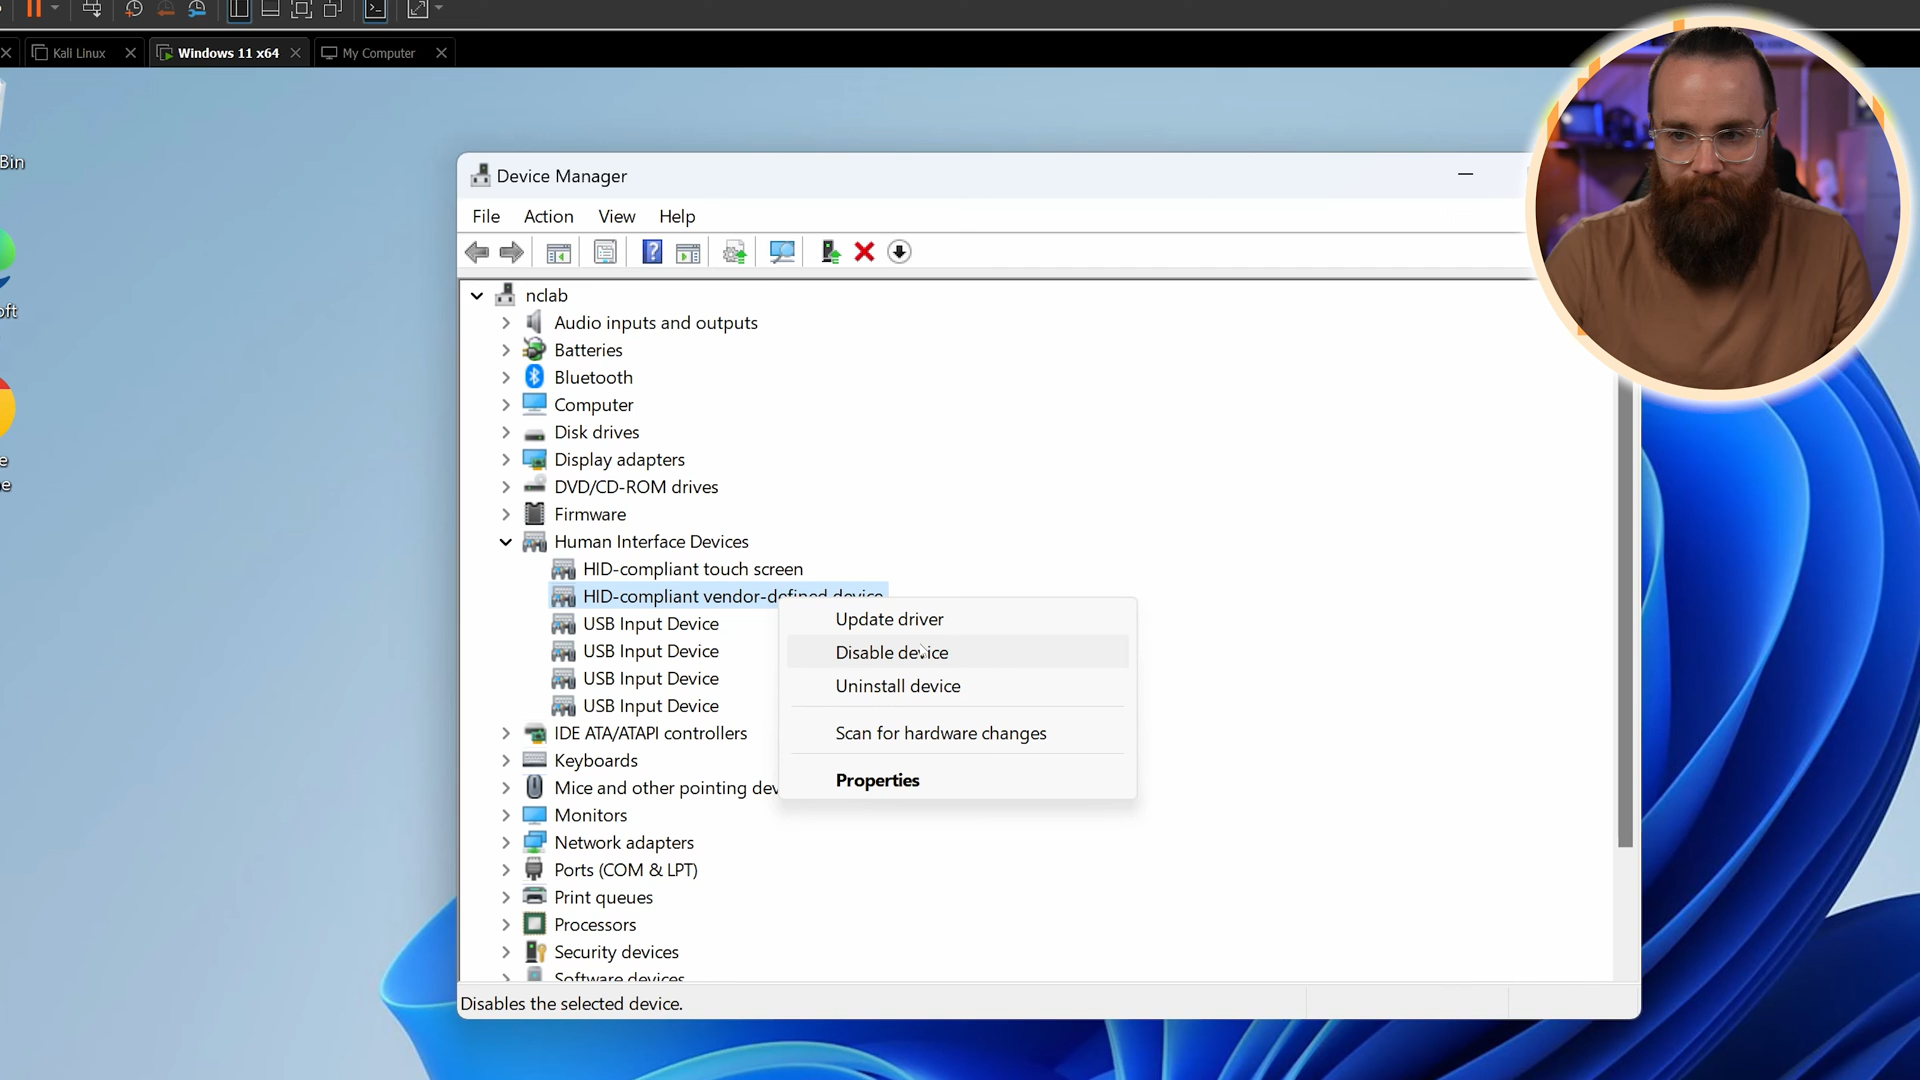 Kali Linux
Windows 11 x64
My Computer
Bin
oft
e
e
Device Manager
File Action View Help
nclab
Audio inputs and outputs
Batteries
Bluetooth
Computer
Disk drives
Display adapters
DVD/CD-ROM drives
Firmware
Human Interface Devices
HID-compliant touch screen
HID-compliant vendor-defined device
USB Input Device
USB Input Device
USB Input Device
USB Input Device
IDE ATA/ATAPI controllers
Keyboards
Mice and other pointing dev
Monitors
Network adapters
Ports (COM & LPT)
Print queues
Processors
Security devices
Software devices
Update driver
Disable device
Uninstall device
Scan for hardware changes
Properties
Disables the selected device.